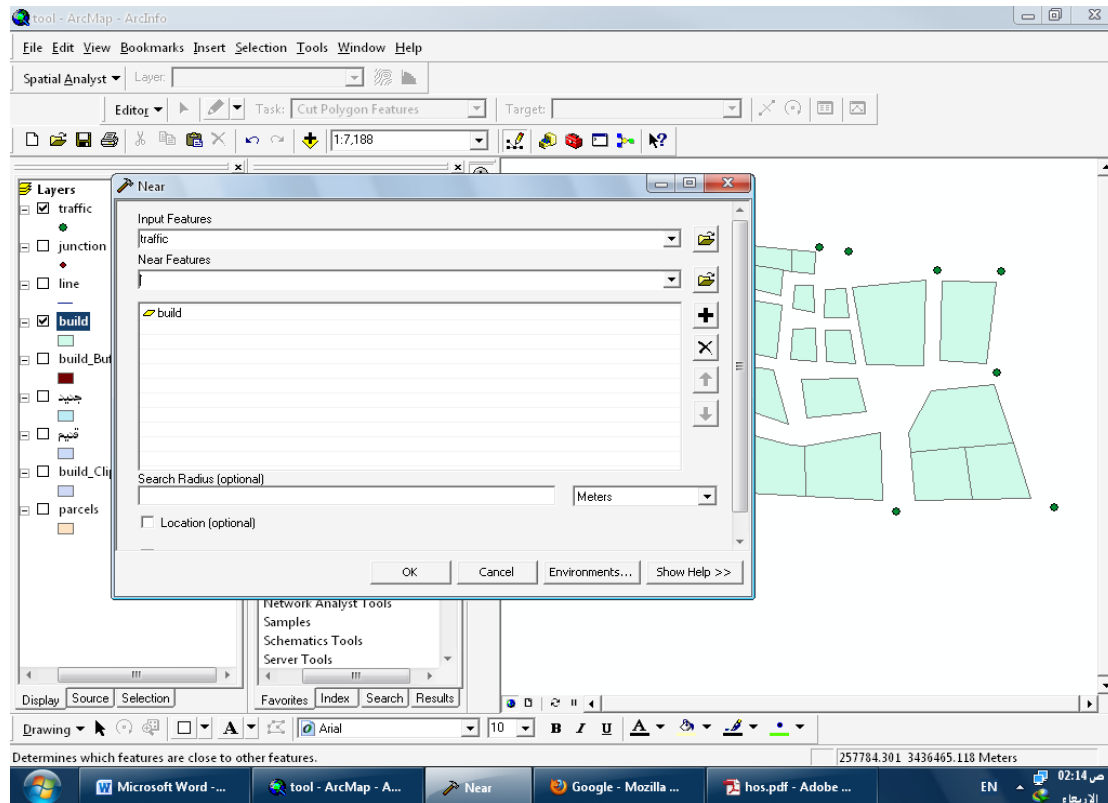 tool - ArcMap - ArcInfo
File Edit View Bookmarks Insert Selection Tools Window Help
Spatial Analyst Layer:
Editor Task: Cut Polygon Features Target:
1:7,188
Layers
traffic
junction
line
build
build_Buf
جنيد
قنيم
build_Clip
parcels
Near
Input Features
traffic
Near Features
build
Search Radius (optional)
Meters
Location (optional)
OK Cancel Environments... Show Help >>
Network Analyst Tools
Samples
Schematics Tools
Server Tools
Display Source Selection
Favorites Index Search Results
Drawing A Arial 10 B I U A
Determines which features are close to other features.
257784.301 3436465.118 Meters
Microsoft Word -... tool - ArcMap - A... Near Google - Mozilla ... hos.pdf - Adobe ... EN 02:14 ص
الاربعاء